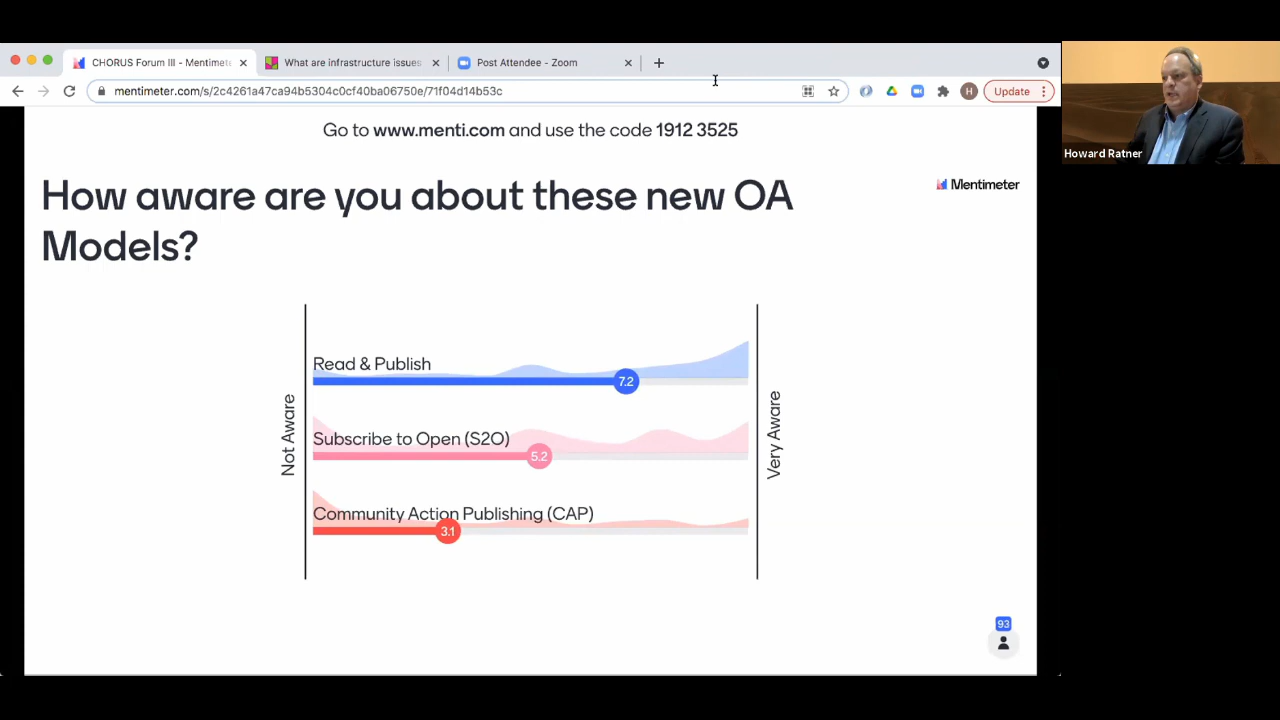 CHORUS Forum III - Mentimete
What are infrastructure issues
Post Attendee - Zoom
mentimeter.com/s/2c4261a47ca94b5304c0cf40ba06750e/71f04d14b53c
H
Update
Howard Ratner
Go to www.menti.com and use the code 1912 3525
Mentimeter
How aware are you about these new OA
Models?
Not Aware
Read & Publish
7.2
Subscribe to Open (S2O)
5.2
Community Action Publishing (CAP)
3.1
Very Aware
93